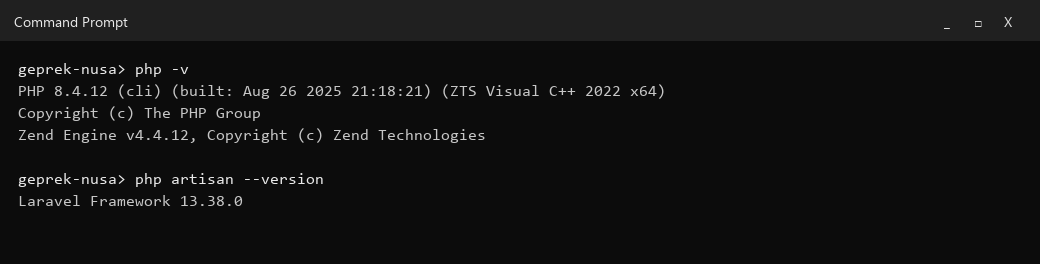 Command Prompt
geprek-nusa> php -v
PHP 8.4.12 (cli) (built: Aug 26 2025 21:18:21) (ZTS Visual C++ 2022 x64)
Copyright (c) The PHP Group
Zend Engine v4.4.12, Copyright (c) Zend Technologies
geprek-nusa> php artisan --version
Laravel Framework 13.38.0